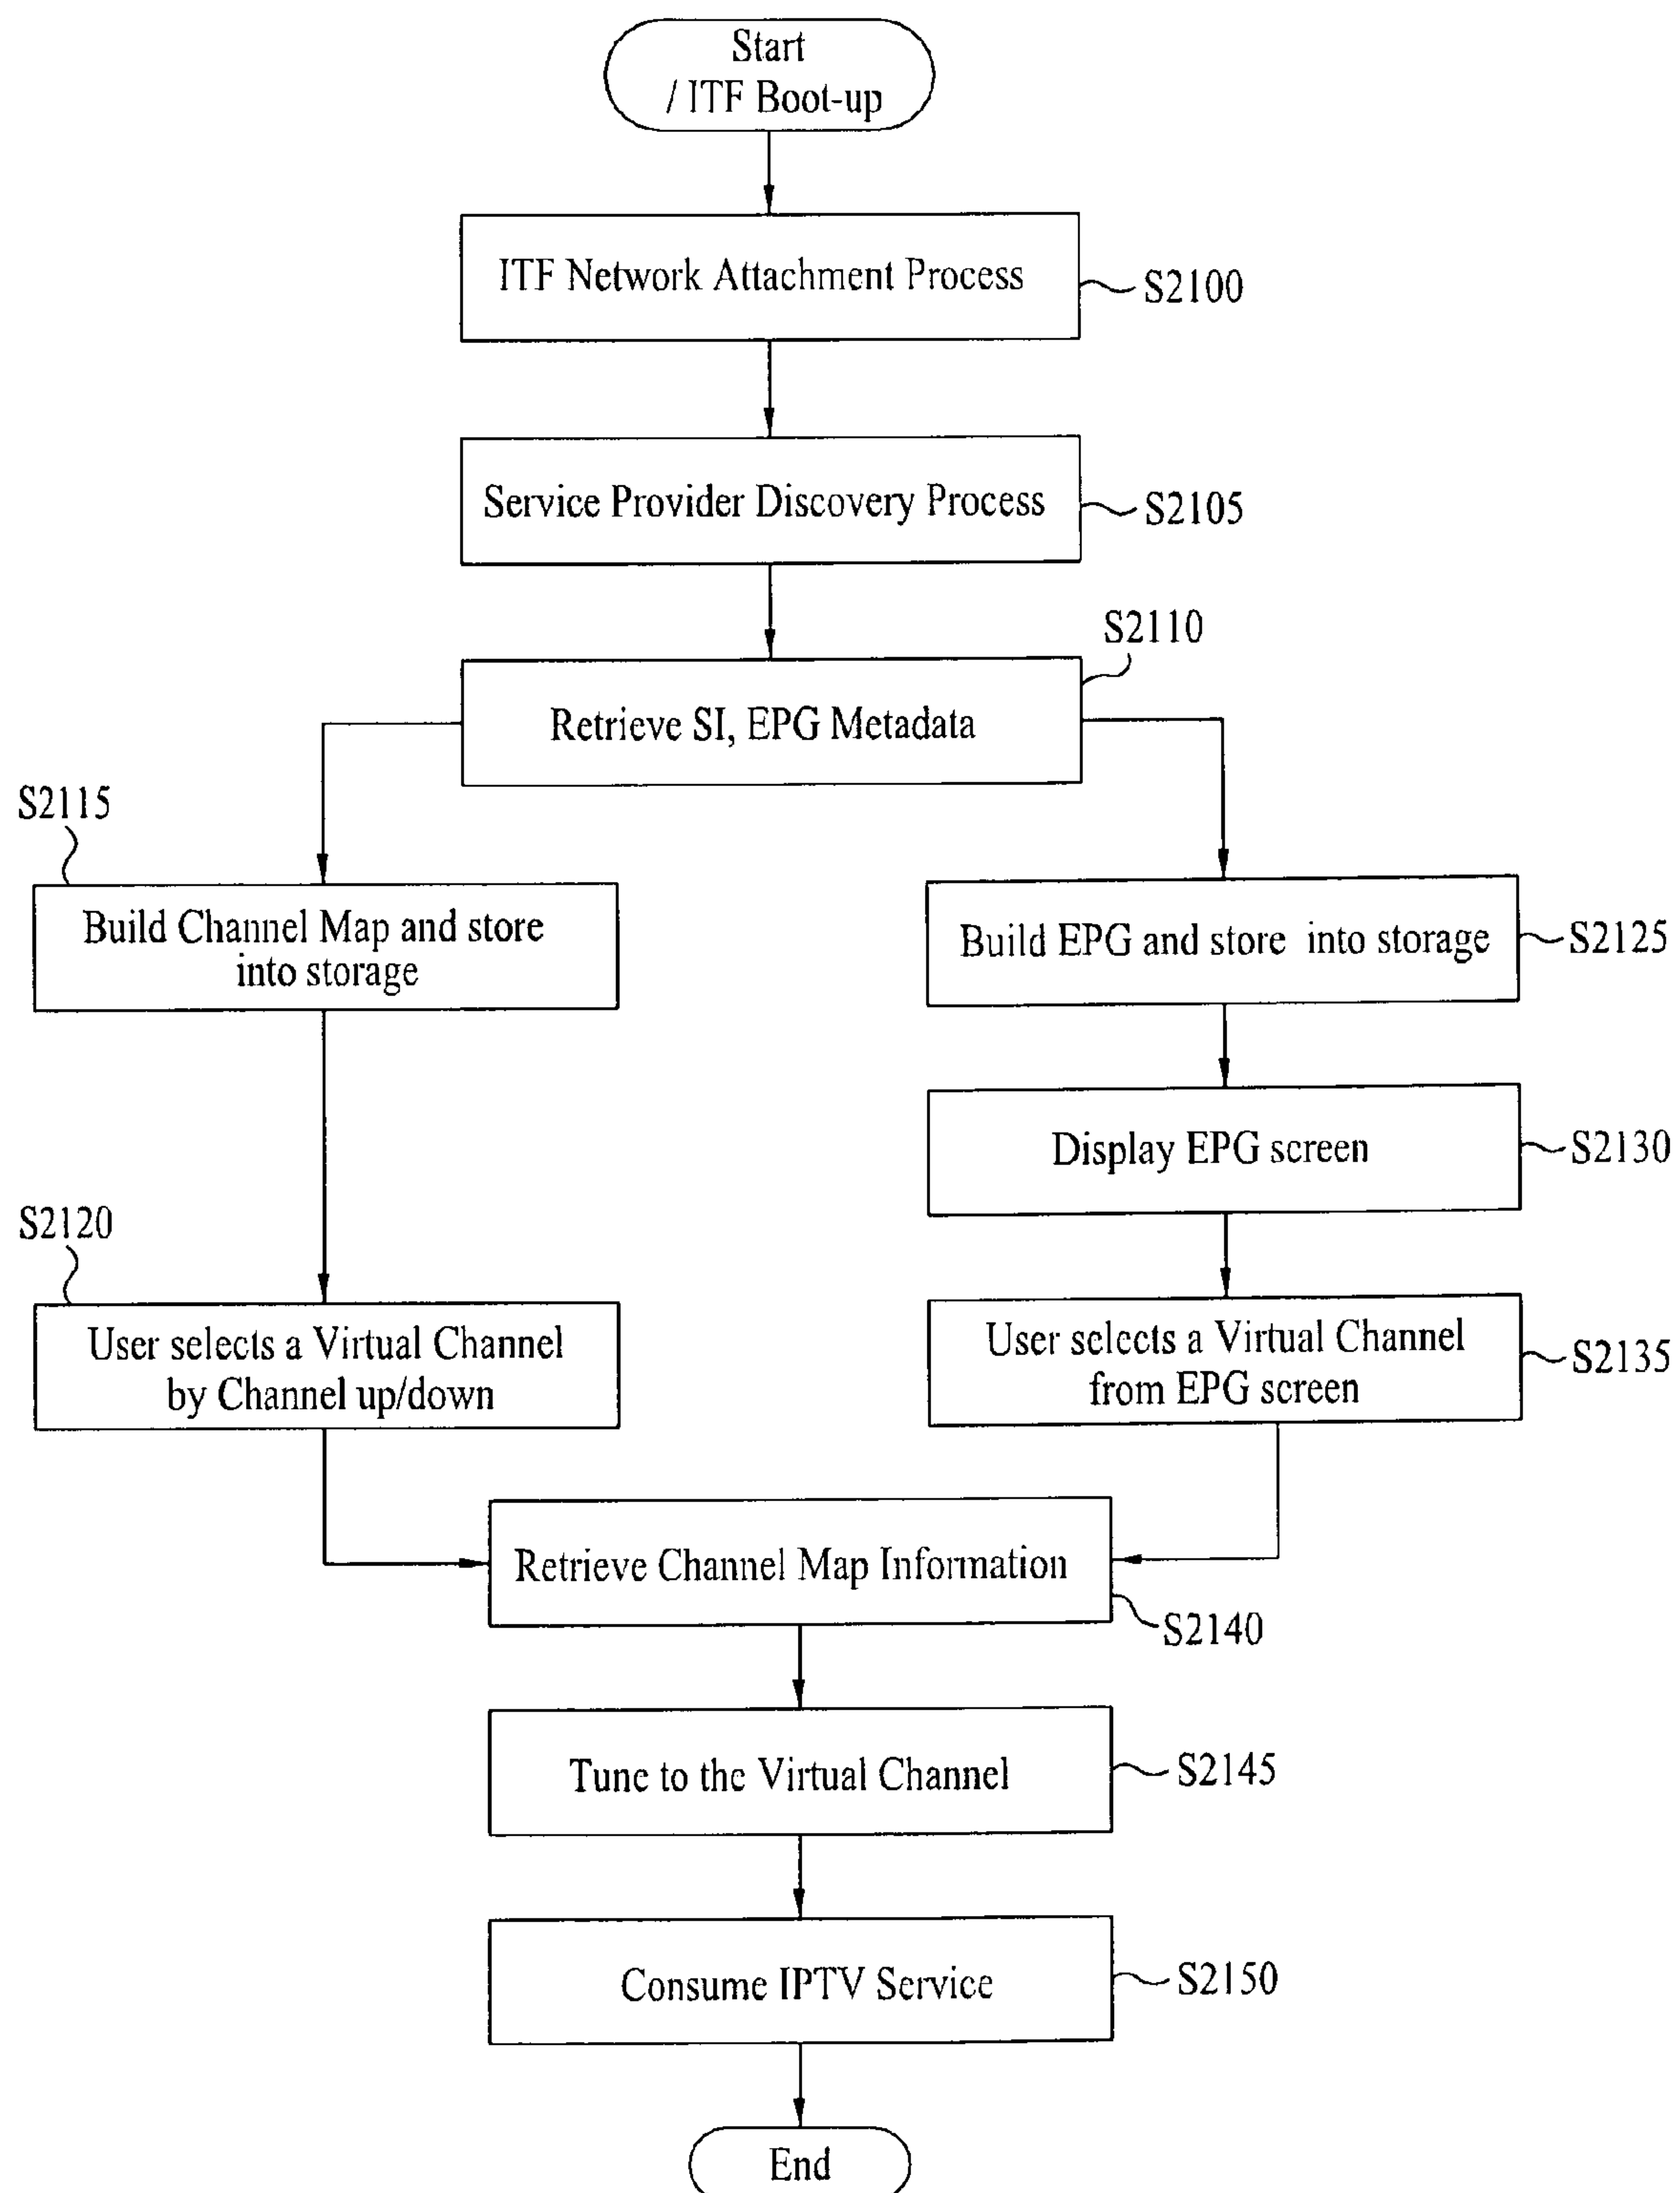 Start
/ ITF Boot-up
ITF Network Attachment Process
S2100
Service Provider Discovery Process
S2105
S2110
Retrieve SI, EPG Metadata
S2115
Build Channel Map and store
into storage
Build EPG and store into storage
S2125
Display EPG screen
S2130
S2120
User selects a Virtual Channel
by Channel up/down
User selects a Virtual Channel
from EPG screen
S2135
Retrieve Channel Map Information
S2140
Tune to the Virtual Channel
S2145
Consume IPTV Service
S2150
End